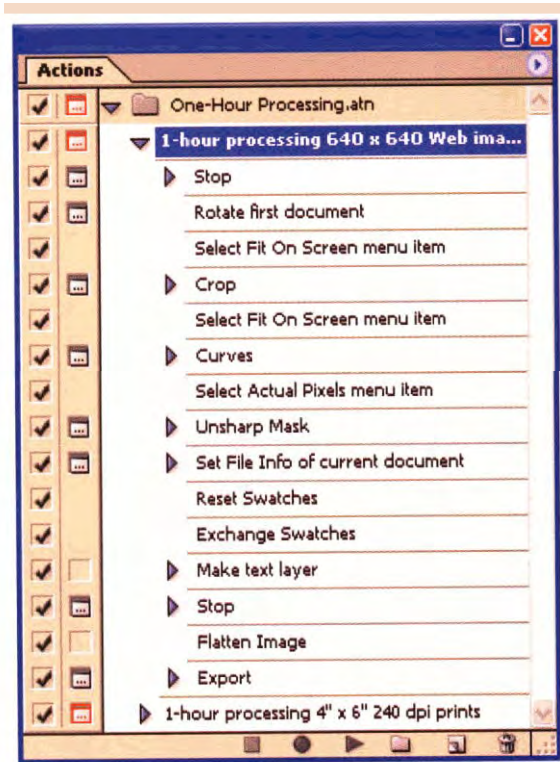 Actions
One-Hour Processing.atn
1-hour processing 640 x 640 Web ima...
Stop
Rotate first document
Select Fit On Screen menu item
Crop
Select Fit On Screen menu item
Curves
Select Actual Pixels menu item
Unsharp Mask
Set File Info of current document
Reset Swatches
Exchange Swatches
Make text layer
Stop
Flatten Image
Export
1-hour processing 4" x 6" 240 dpi prints